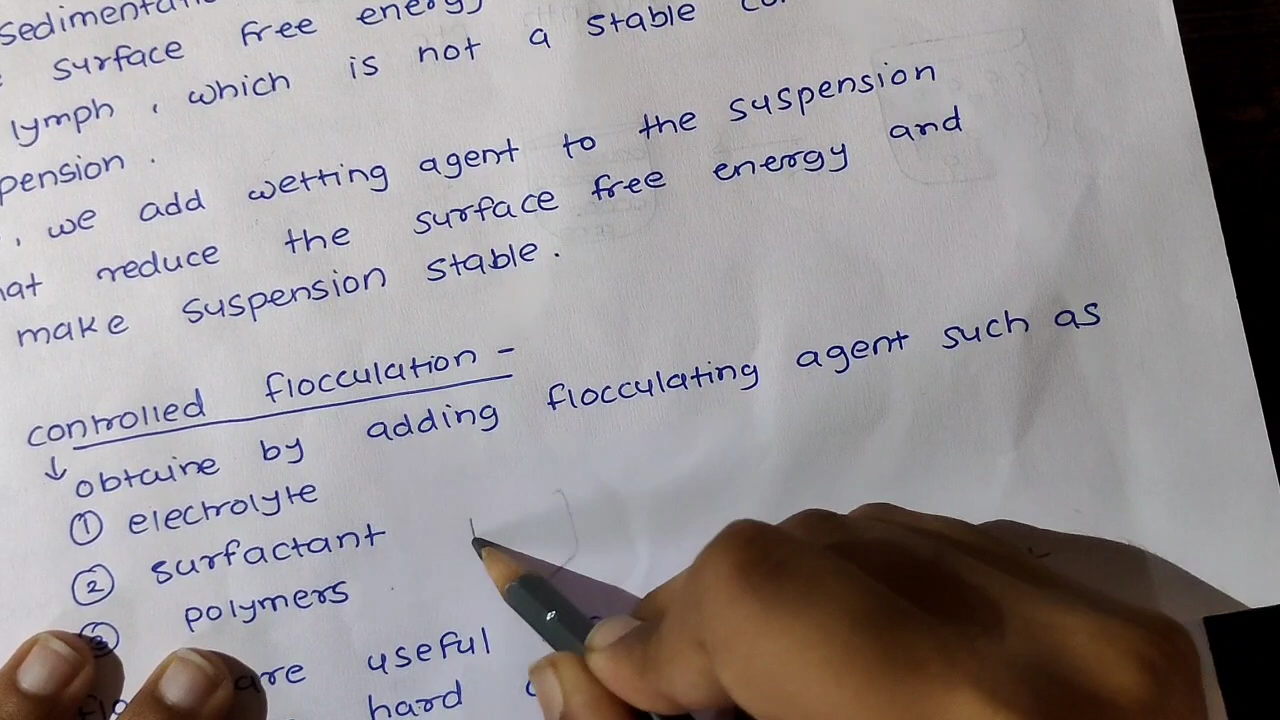 surface free energy
lymph, which is not a stable
pension.
, we add wetting agent to the suspension
reduce the surface free energy and
make suspension stable.
controlled flocculation -
↓ obtaine by adding flocculating agent such as
① electrolyte
② surfactant
③ polymers
are useful
hard